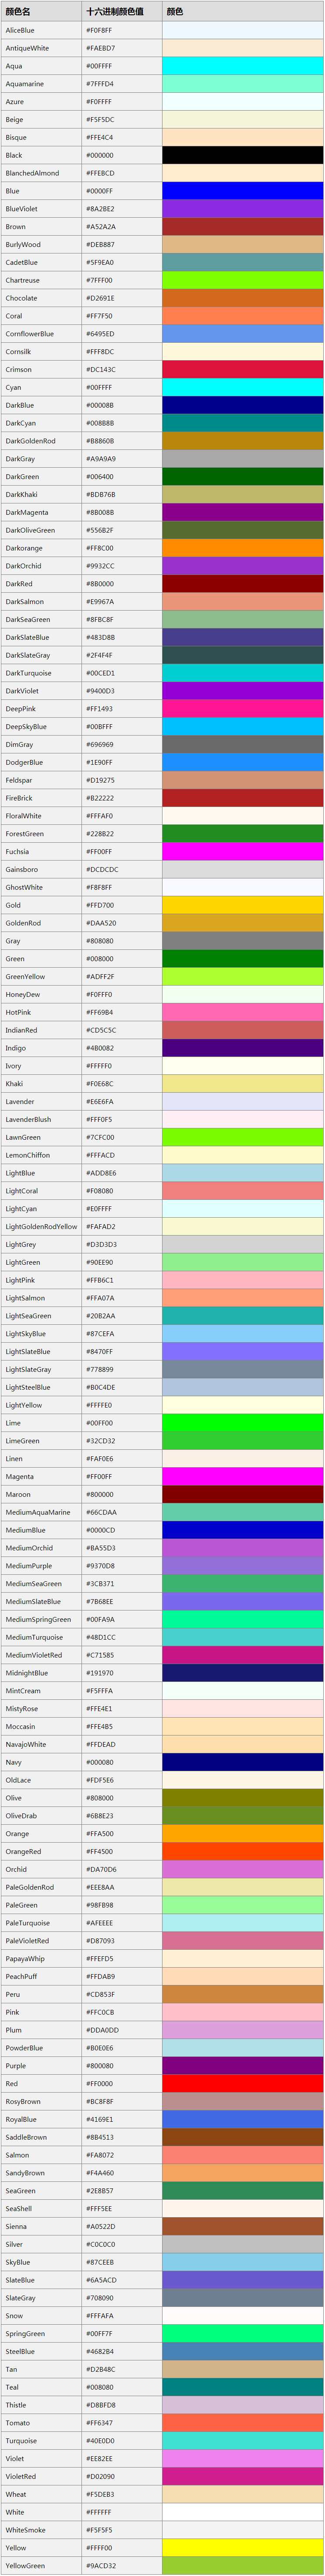 颜色名 十六进制颜色值 颜色
AliceBlue #F0F8FF
AntiqueWhite #FAEBD7
Aqua #00FFFF
Aquamarine #7FFFD4
Azure #F0FFFF
Beige #F5F5DC
Bisque #FFE4C4
Black #000000
BlanchedAlmond #FFEBCD
Blue #0000FF
BlueViolet #8A2BE2
Brown #A52A2A
BurlyWood #DEB887
CadetBlue #5F9EA0
Chartreuse #7FFF00
Chocolate #D2691E
Coral #FF7F50
CornflowerBlue #6495ED
Cornsilk #FFF8DC
Crimson #DC143C
Cyan #00FFFF
DarkBlue #00008B
DarkCyan #008B8B
DarkGoldenRod #B8860B
DarkGray #A9A9A9
DarkGreen #006400
DarkKhaki #BDB76B
DarkMagenta #8B008B
DarkOliveGreen #556B2F
Darkorange #FF8C00
DarkOrchid #9932CC
DarkRed #8B0000
DarkSalmon #E9967A
DarkSeaGreen #8FBC8F
DarkSlateBlue #483D8B
DarkSlateGray #2F4F4F
DarkTurquoise #00CED1
DarkViolet #9400D3
DeepPink #FF1493
DeepSkyBlue #00BFFF
DimGray #696969
DodgerBlue #1E90FF
Feldspar #D19275
FireBrick #B22222
FloralWhite #FFFAF0
ForestGreen #228B22
Fuchsia #FF00FF
Gainsboro #DCDCDC
GhostWhite #F8F8FF
Gold #FFD700
GoldenRod #DAA520
Gray #808080
Green #008000
GreenYellow #ADFF2F
HoneyDew #F0FFF0
HotPink #FF69B4
IndianRed #CD5C5C
Indigo #4B0082
Ivory #FFFFF0
Khaki #F0E68C
Lavender #E6E6FA
LavenderBlush #FFF0F5
LawnGreen #7CFC00
LemonChiffon #FFFACD
LightBlue #ADD8E6
LightCoral #F08080
LightCyan #E0FFFF
LightGoldenRodYellow #FAFAD2
LightGrey #D3D3D3
LightGreen #90EE90
LightPink #FFB6C1
LightSalmon #FFA07A
LightSeaGreen #20B2AA
LightSkyBlue #87CEFA
LightSlateBlue #8470FF
LightSlateGray #778899
LightSteelBlue #B0C4DE
LightYellow #FFFFE0
Lime #00FF00
LimeGreen #32CD32
Linen #FAF0E6
Magenta #FF00FF
Maroon #800000
MediumAquaMarine #66CDAA
MediumBlue #0000CD
MediumOrchid #BA55D3
MediumPurple #9370D8
MediumSeaGreen #3CB371
MediumSlateBlue #7B68EE
MediumSpringGreen #00FA9A
MediumTurquoise #48D1CC
MediumVioletRed #C71585
MidnightBlue #191970
MintCream #F5FFFA
MistyRose #FFE4E1
Moccasin #FFE4B5
NavajoWhite #FFDEAD
Navy #000080
OldLace #FDF5E6
Olive #808000
OliveDrab #6B8E23
Orange #FFA500
OrangeRed #FF4500
Orchid #DA70D6
PaleGoldenRod #EEE8AA
PaleGreen #98FB98
PaleTurquoise #AFEEEE
PaleVioletRed #D87093
PapayaWhip #FFEFD5
PeachPuff #FFDAB9
Peru #CD853F
Pink #FFC0CB
Plum #DDA0DD
PowderBlue #B0E0E6
Purple #800080
Red #FF0000
RosyBrown #BC8F8F
RoyalBlue #4169E1
SaddleBrown #8B4513
Salmon #FA8072
SandyBrown #F4A460
SeaGreen #2E8B57
SeaShell #FFF5EE
Sienna #A0522D
Silver #C0C0C0
SkyBlue #87CEEB
SlateBlue #6A5ACD
SlateGray #708090
Snow #FFFAFA
SpringGreen #00FF7F
SteelBlue #4682B4
Tan #D2B48C
Teal #008080
Thistle #D8BFD8
Tomato #FF6347
Turquoise #40E0D0
Violet #EE82EE
VioletRed #D02090
Wheat #F5DEB3
White #FFFFFF
WhiteSmoke #F5F5F5
Yellow #FFFF00
YellowGreen #9ACD32